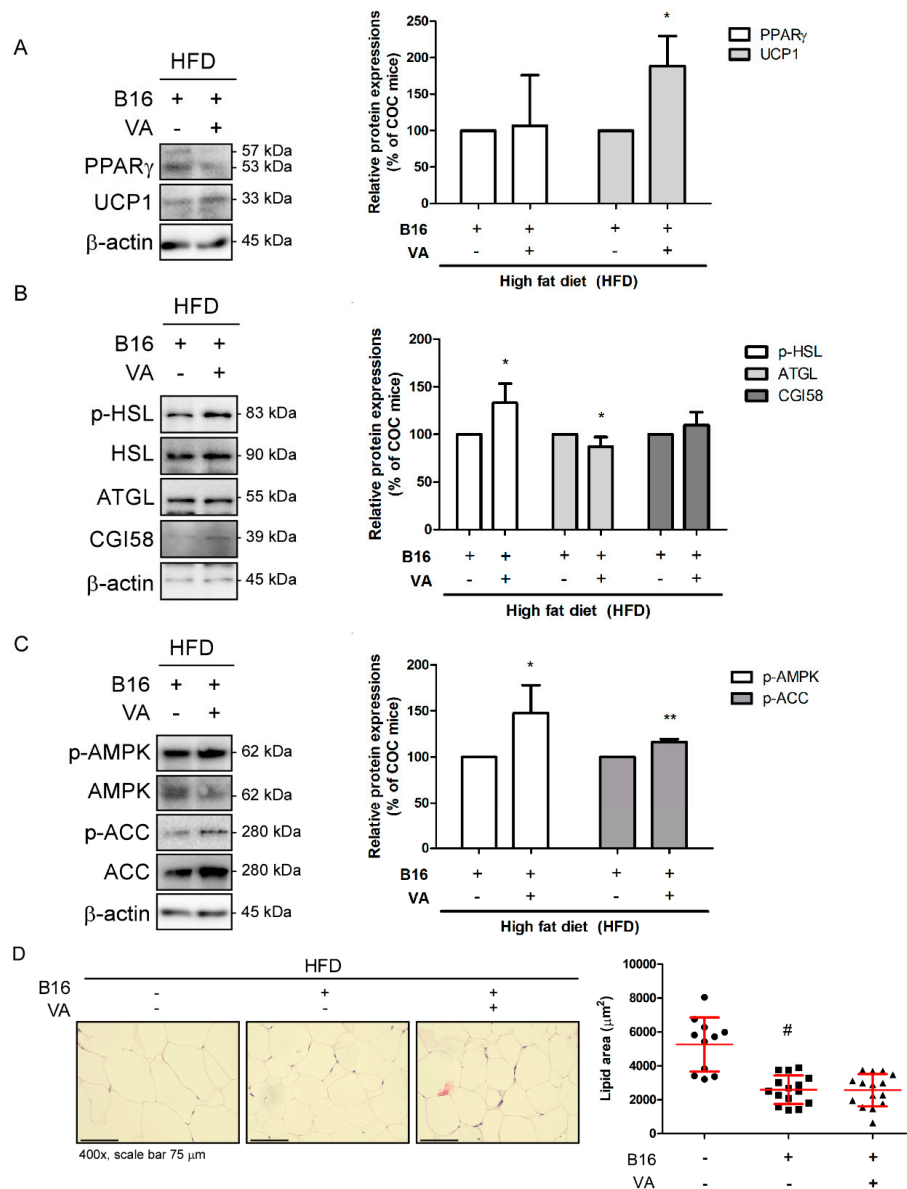 A
HFD
B16 + +
VA - +
PPARγ
57 kDa
53 kDa
UCP1
33 kDa
β-actin
45 kDa
Relative protein expressions
(% of COC mice)
250
200
150
100
50
0
*
PPARγ
UCP1
B16 + + + +
VA - + - +
High fat diet (HFD)
B
HFD
B16 + +
VA - +
p-HSL
83 kDa
HSL
90 kDa
ATGL
55 kDa
CGI58
39 kDa
β-actin
45 kDa
Relative protein expressions
(% of COC mice)
200
150
100
50
0
*
*
p-HSL
ATGL
CGI58
B16 + + + + + +
VA - + - + - +
High fat diet (HFD)
C
HFD
B16 + +
VA - +
p-AMPK
62 kDa
AMPK
62 kDa
p-ACC
280 kDa
ACC
280 kDa
β-actin
45 kDa
Relative protein expressions
(% of COC mice)
200
150
100
50
0
*
**
p-AMPK
p-ACC
B16 + + + +
VA - + - +
High fat diet (HFD)
D
HFD
B16 - + +
VA - - +
400x, scale bar 75 μm
Lipid area (μm²)
10000
8000
6000
4000
2000
0
#
B16 - + +
VA - - +